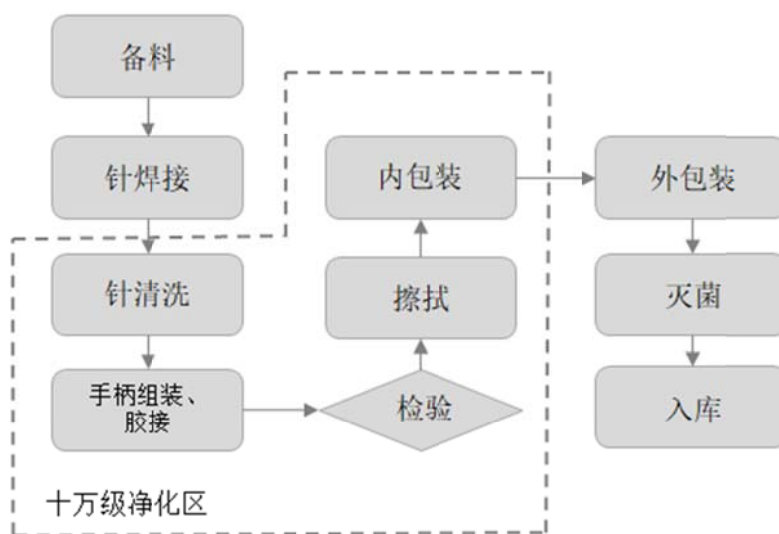 备料
针焊接
针清洗
手柄组装、
胶接
检验
擦拭
内包装
外包装
灭菌
入库
十万级净化区